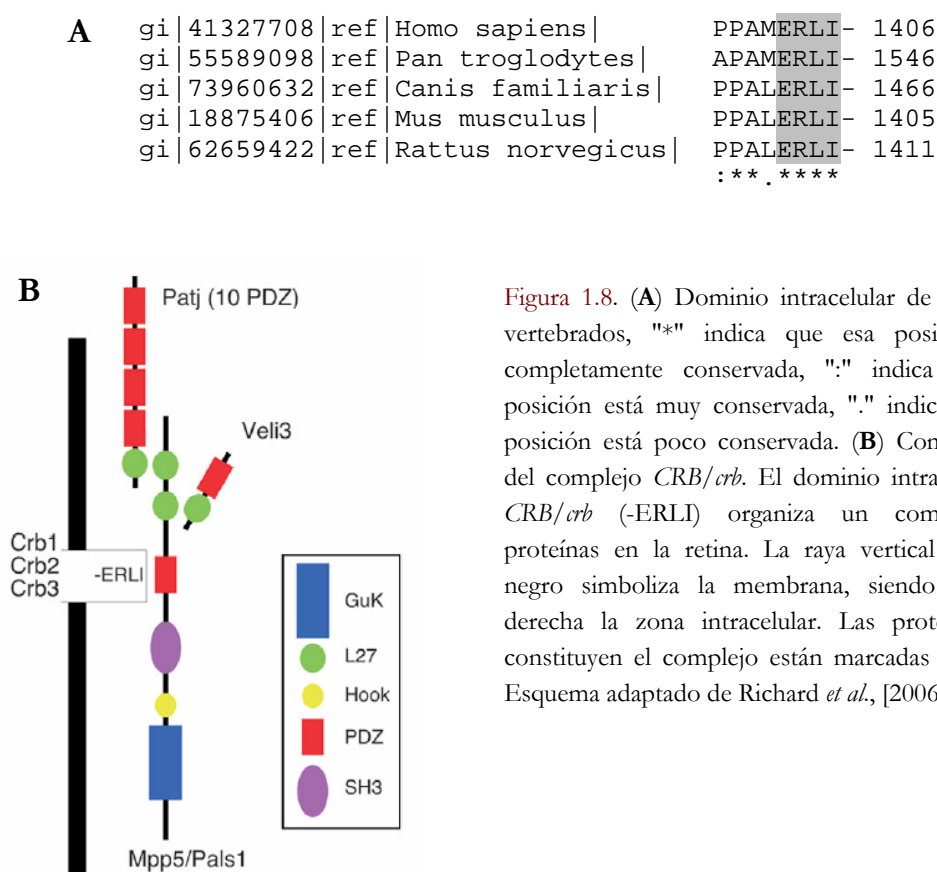 A
gi|41327708|ref|Homo sapiens| PPAMERLI- 1406
gi|55589098|ref|Pan troglodytes| APAMERLI- 1546
gi|73960632|ref|Canis familiaris| PPALERLI- 1466
gi|18875406|ref|Mus musculus| PPALERLI- 1405
gi|62659422|ref|Rattus norvegicus| PPALERLI- 1411
:**.****
B
Patj (10 PDZ)
Veli3
Crb1
Crb2
Crb3
-ERLI
Mpp5/Pals1
GuK
L27
Hook
PDZ
SH3
Figura 1.8. (A) Dominio intracelular de
vertebrados, "*" indica que esa posi
completamente conservada, ":" indica
posición está muy conservada, "." indic
posición está poco conservada. (B) Con
del complejo CRB/crb. El dominio intra
CRB/crb (-ERLI) organiza un com
proteínas en la retina. La raya vertical
negro simboliza la membrana, siendo
derecha la zona intracelular. Las prot
constituyen el complejo están marcadas
Esquema adaptado de Richard et al., [2006